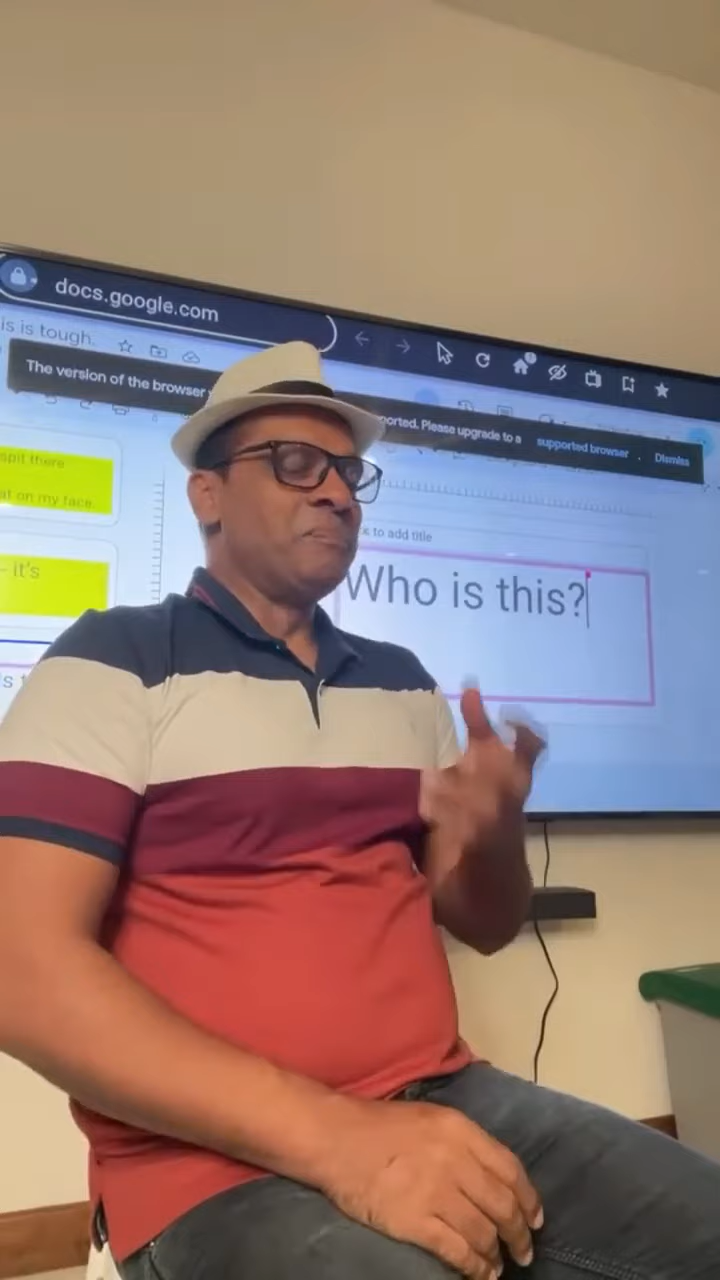 docs.google.com
is is tough.
The version of the browser
ported. Please upgrade to a supported browser . Dismiss
spit there
at on my face.
to add title
- it's
Who is this?